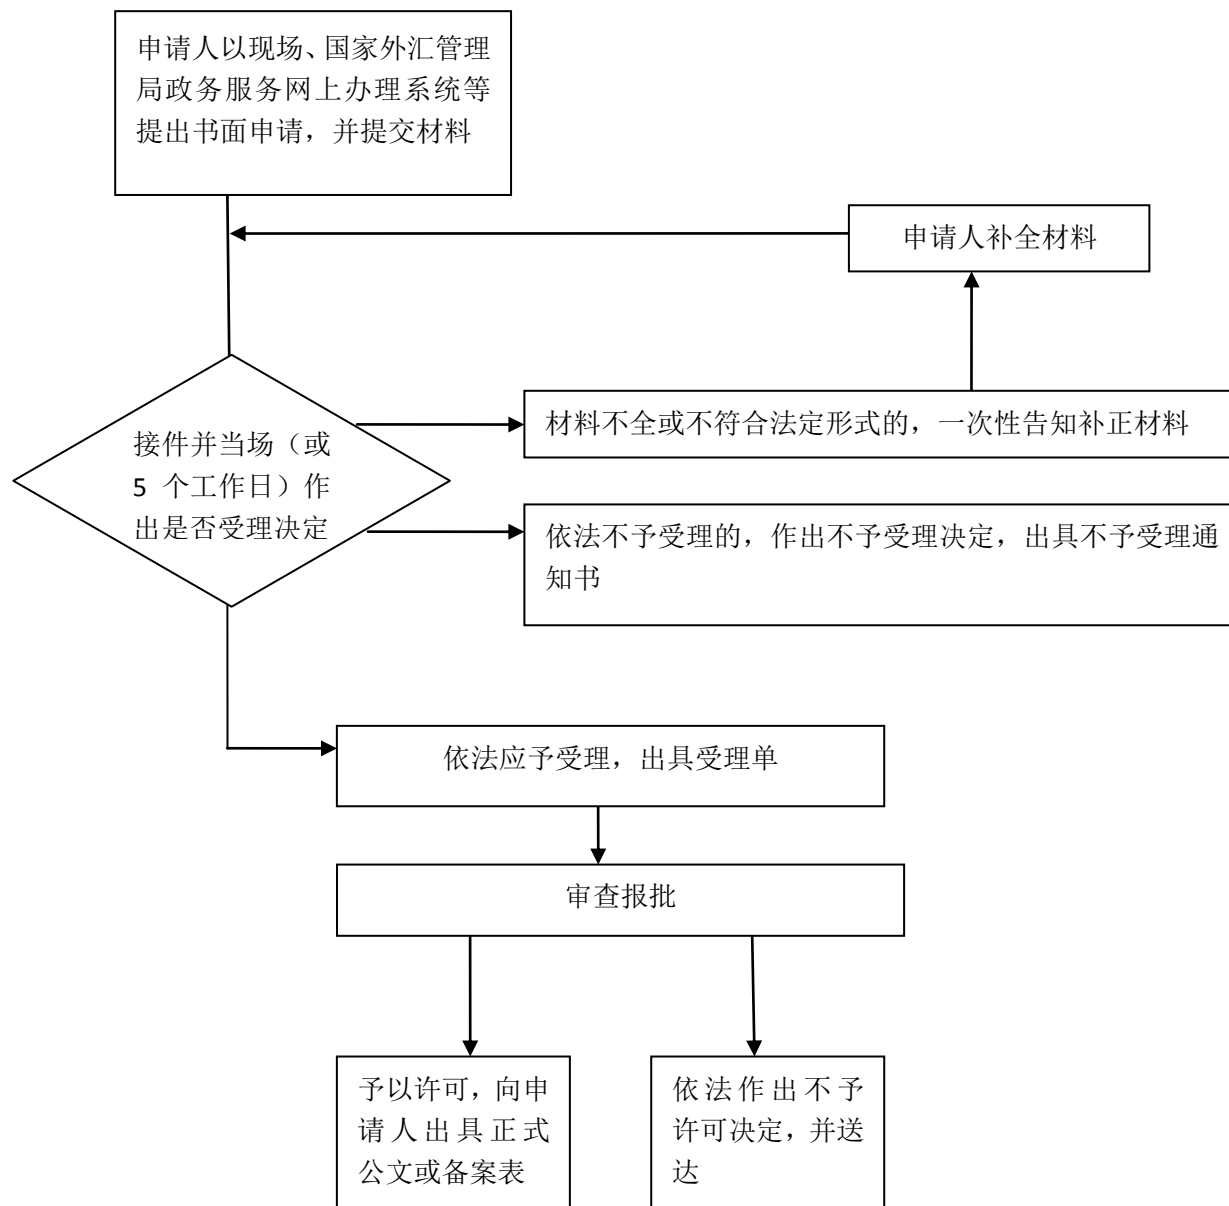 申请人以现场、国家外汇管理
局政务服务网上办理系统等
提出书面申请，并提交材料
申请人补全材料
接件并当场（或
5 个工作日）作
出是否受理决定
材料不全或不符合法定形式的，一次性告知补正材料
依法不予受理的，作出不予受理决定，出具不予受理通
知书
依法应予受理，出具受理单
审查报批
予以许可，向申
请人出具正式
公文或备案表
依法作出不予
许可决定，并送
达